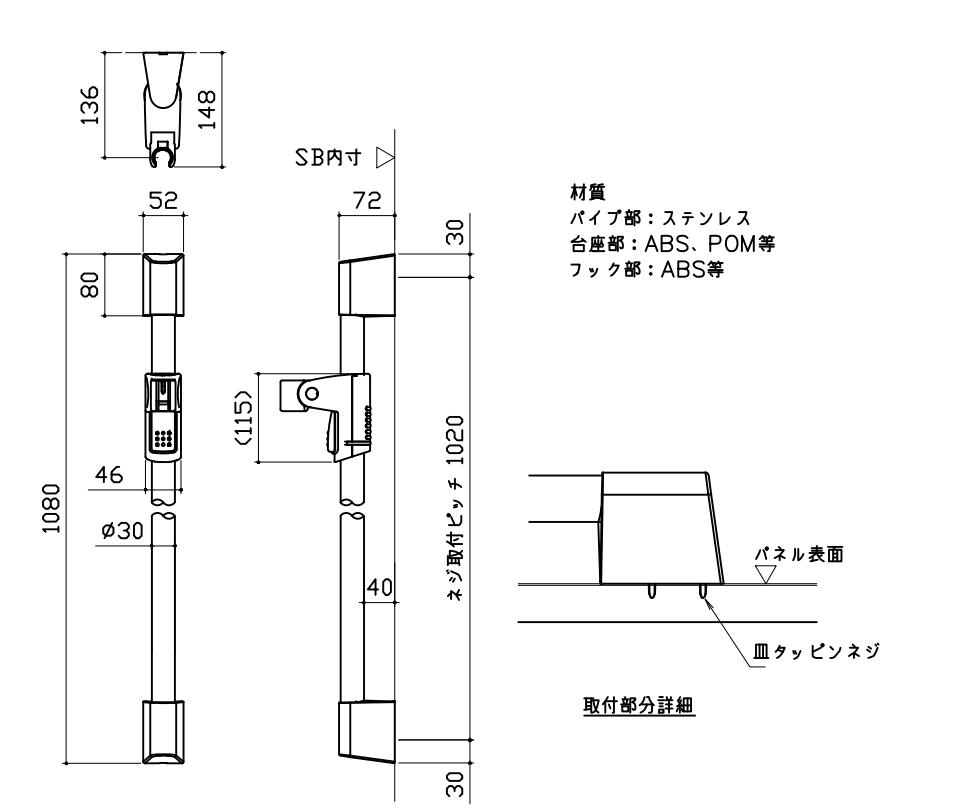 136
148
52
80
1080
46
ø30
SB内寸
72
30
(115)
ネジ取付ピッチ 1020
40
30
材質
パイプ部：ステンレス
台座部：ABS、POM等
フック部：ABS等
パネル表面
皿タッピンネジ
取付部分詳細